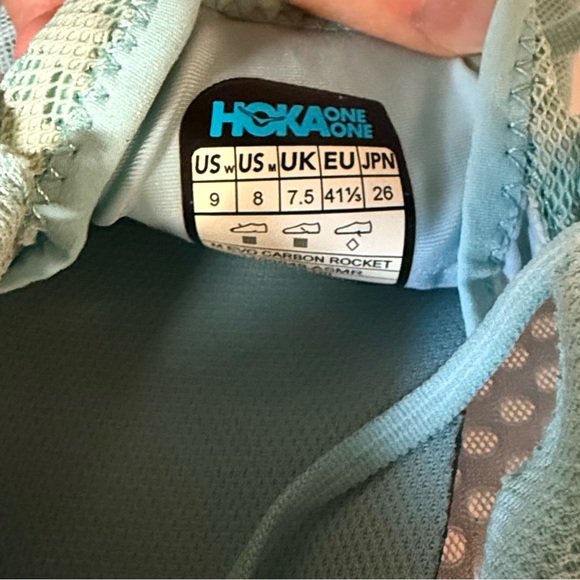 HOKA ONE ONE
US W US M UK EU JPN
9 8 7.5 41⅓ 26
M EVO CARBON ROCKET